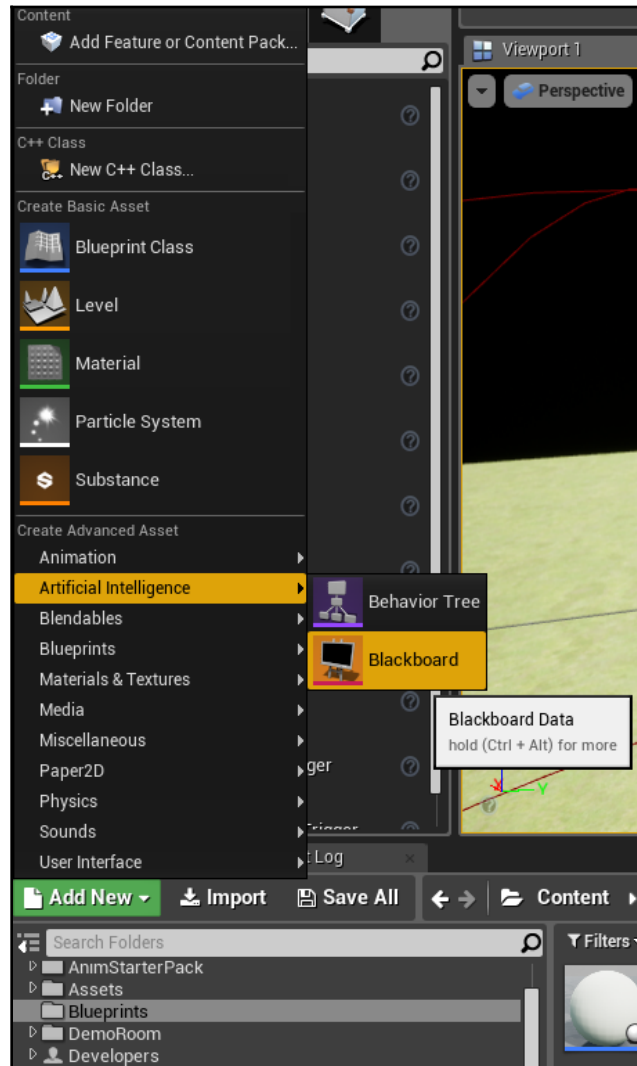 Content
Add Feature or Content Pack...
Folder
New Folder
C++ Class
New C++ Class...
Create Basic Asset
Blueprint Class
Level
Material
Particle System
Substance
Create Advanced Asset
Animation
Artificial Intelligence
Blendables
Blueprints
Materials & Textures
Media
Miscellaneous
Paper2D
Physics
Sounds
User Interface
Behavior Tree
Blackboard
Blackboard Data
hold (Ctrl + Alt) for more
Viewport 1
Perspective
Y
ger
Trigger
t Log
Add New
Import
Save All
Content
Search Folders
Filters
AnimStarterPack
Assets
Blueprints
DemoRoom
Developers